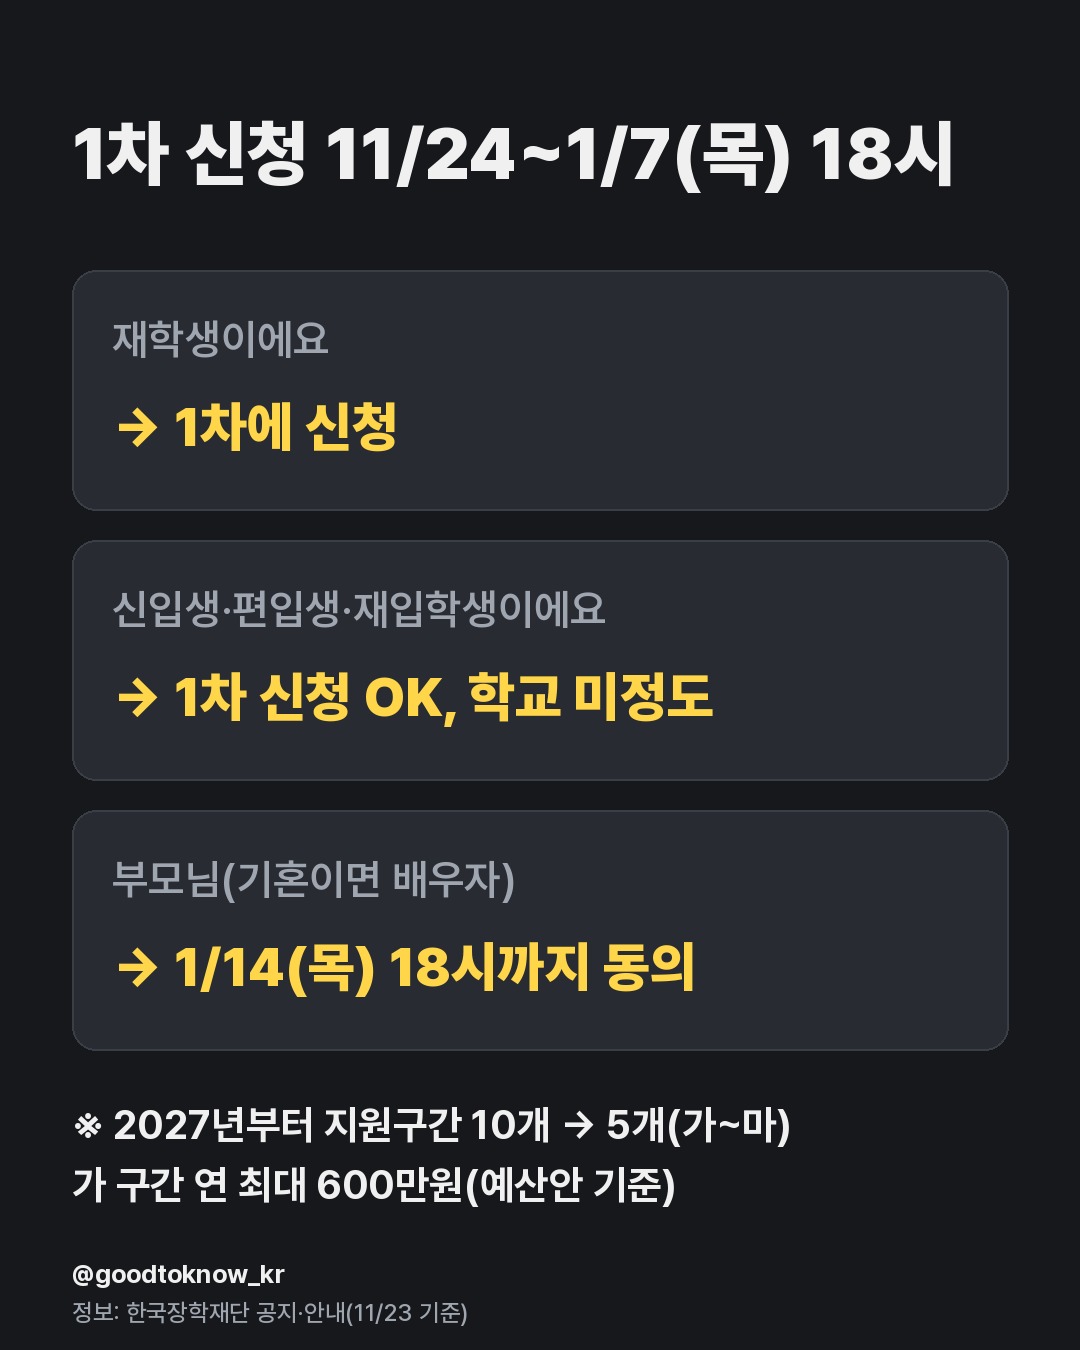 1차 신청 11/24~1/7(목) 18시
재학생이에요
→ 1차에 신청
신입생·편입생·재입학생이에요
→ 1차 신청 OK, 학교 미정도
부모님(기혼이면 배우자)
→ 1/14(목) 18시까지 동의
※ 2027년부터 지원구간 10개 → 5개(가~마)
가 구간 연 최대 600만원(예산안 기준)
@goodtoknow_kr
정보: 한국장학재단 공지·안내(11/23 기준)